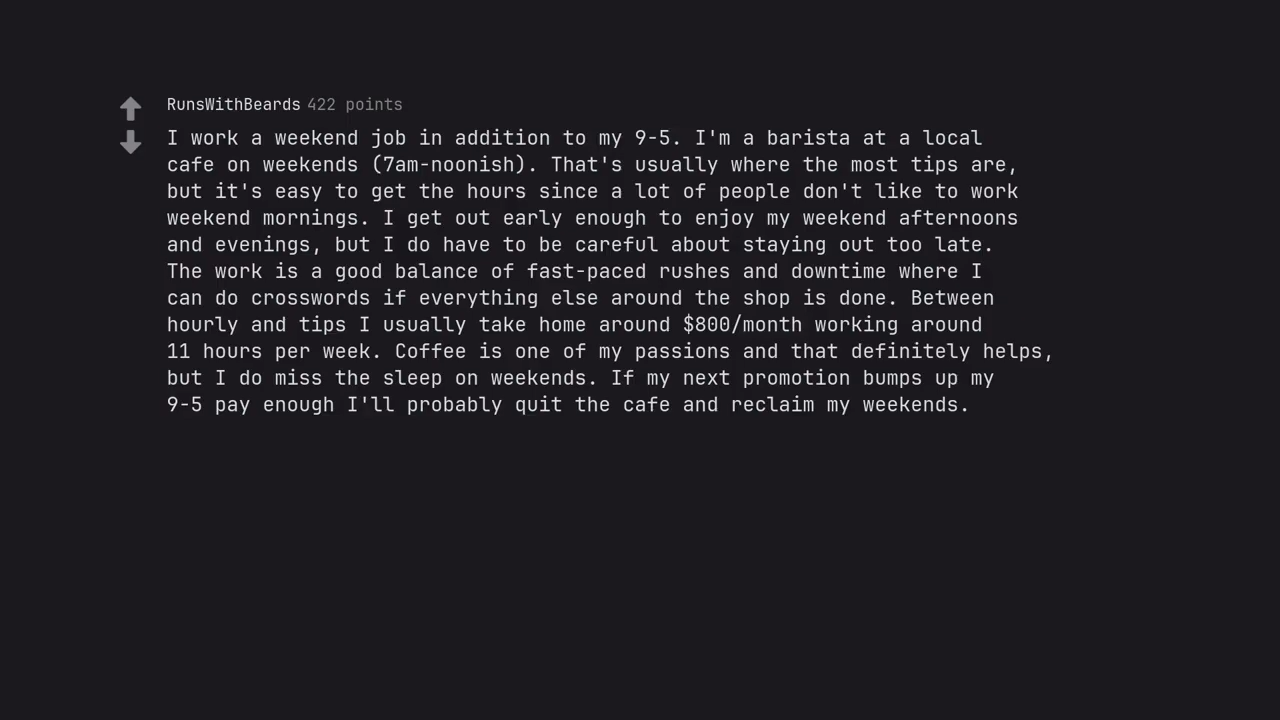 RunsWithBeards 422 points
I work a weekend job in addition to my 9-5. I'm a barista at a local
cafe on weekends (7am-noonish). That's usually where the most tips are,
but it's easy to get the hours since a lot of people don't like to work
weekend mornings. I get out early enough to enjoy my weekend afternoons
and evenings, but I do have to be careful about staying out too late.
The work is a good balance of fast-paced rushes and downtime where I
can do crosswords if everything else around the shop is done. Between
hourly and tips I usually take home around $800/month working around
11 hours per week. Coffee is one of my passions and that definitely helps,
but I do miss the sleep on weekends. If my next promotion bumps up my
9-5 pay enough I'll probably quit the cafe and reclaim my weekends.